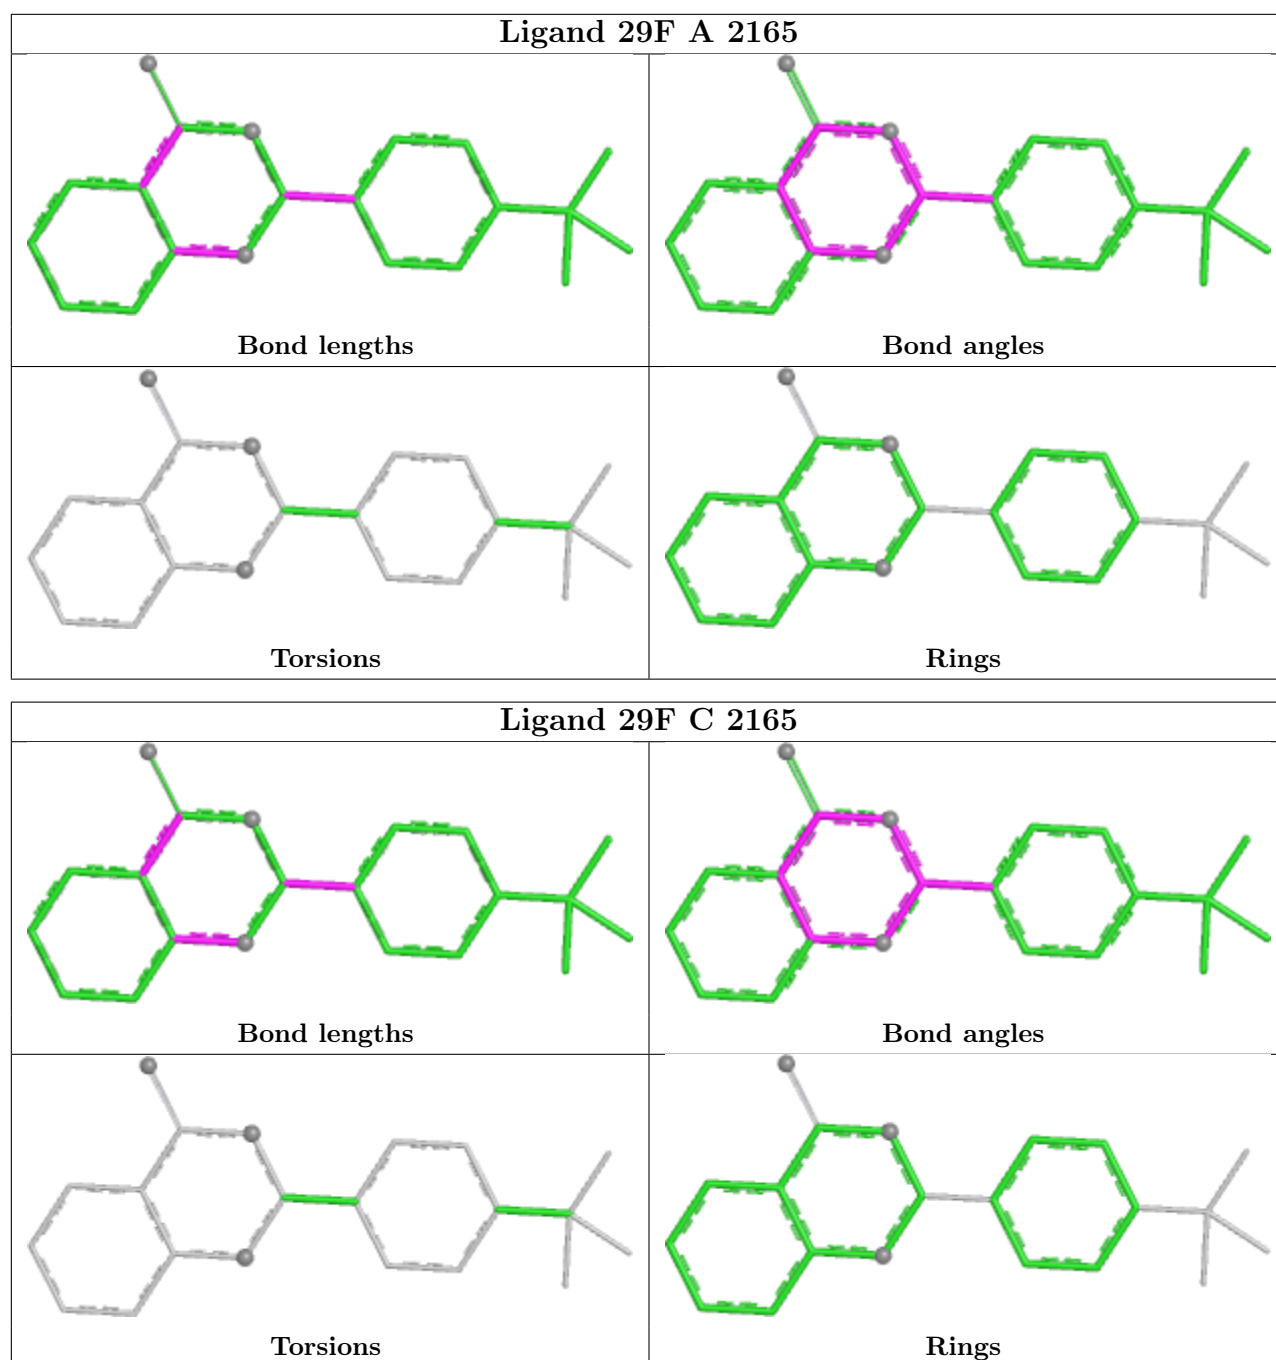 Ligand 29F A 2165
Bond lengths
Bond angles
Torsions
Rings
Ligand 29F C 2165
Bond lengths
Bond angles
Torsions
Rings